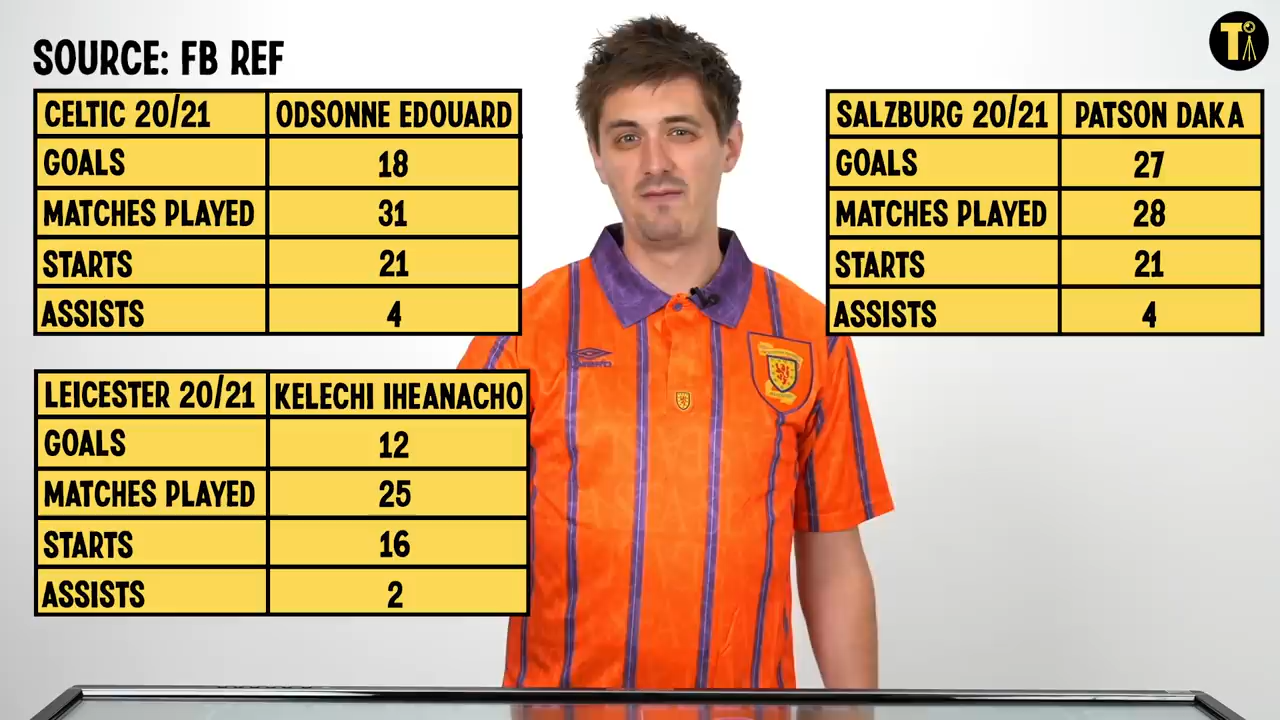 SOURCE: FB REF
CELTIC 20/21 ODSONNE EDOUARD
GOALS 18
MATCHES PLAYED 31
STARTS 21
ASSISTS 4
SALZBURG 20/21 PATSON DAKA
GOALS 27
MATCHES PLAYED 28
STARTS 21
ASSISTS 4
LEICESTER 20/21 KELECHI IHEANACHO
GOALS 12
MATCHES PLAYED 25
STARTS 16
ASSISTS 2
UMBRO